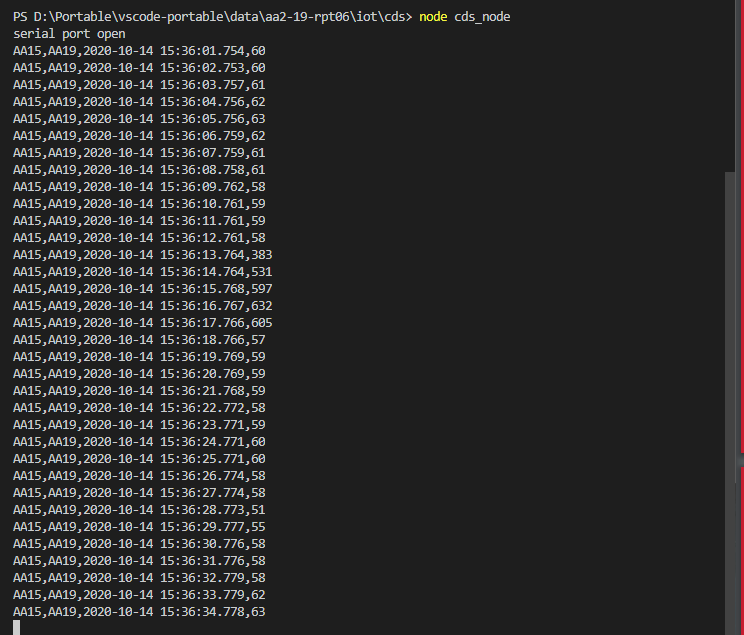 PS D:\Portable\vscode-portable\data\aa2-19-rpt06\iot\cds> node cds_node
serial port open
AA15,AA19,2020-10-14 15:36:01.754,60
AA15,AA19,2020-10-14 15:36:02.753,60
AA15,AA19,2020-10-14 15:36:03.757,61
AA15,AA19,2020-10-14 15:36:04.756,62
AA15,AA19,2020-10-14 15:36:05.756,63
AA15,AA19,2020-10-14 15:36:06.759,62
AA15,AA19,2020-10-14 15:36:07.759,61
AA15,AA19,2020-10-14 15:36:08.758,61
AA15,AA19,2020-10-14 15:36:09.762,58
AA15,AA19,2020-10-14 15:36:10.761,59
AA15,AA19,2020-10-14 15:36:11.761,59
AA15,AA19,2020-10-14 15:36:12.761,58
AA15,AA19,2020-10-14 15:36:13.764,383
AA15,AA19,2020-10-14 15:36:14.764,531
AA15,AA19,2020-10-14 15:36:15.768,597
AA15,AA19,2020-10-14 15:36:16.767,632
AA15,AA19,2020-10-14 15:36:17.766,605
AA15,AA19,2020-10-14 15:36:18.766,57
AA15,AA19,2020-10-14 15:36:19.769,59
AA15,AA19,2020-10-14 15:36:20.769,59
AA15,AA19,2020-10-14 15:36:21.768,59
AA15,AA19,2020-10-14 15:36:22.772,58
AA15,AA19,2020-10-14 15:36:23.771,59
AA15,AA19,2020-10-14 15:36:24.771,60
AA15,AA19,2020-10-14 15:36:25.771,60
AA15,AA19,2020-10-14 15:36:26.774,58
AA15,AA19,2020-10-14 15:36:27.774,58
AA15,AA19,2020-10-14 15:36:28.773,51
AA15,AA19,2020-10-14 15:36:29.777,55
AA15,AA19,2020-10-14 15:36:30.776,58
AA15,AA19,2020-10-14 15:36:31.776,58
AA15,AA19,2020-10-14 15:36:32.779,58
AA15,AA19,2020-10-14 15:36:33.779,62
AA15,AA19,2020-10-14 15:36:34.778,63